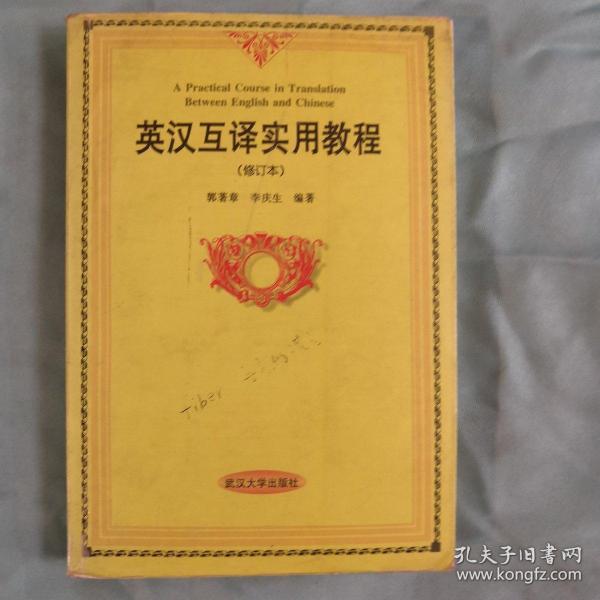 A Practical Course in Translation
Between English and Chinese
英汉互译实用教程
(修订本)
郭著章 李庆生 编著
Tiber
武汉大学出版社
孔夫子旧书网
www.kongfz.com